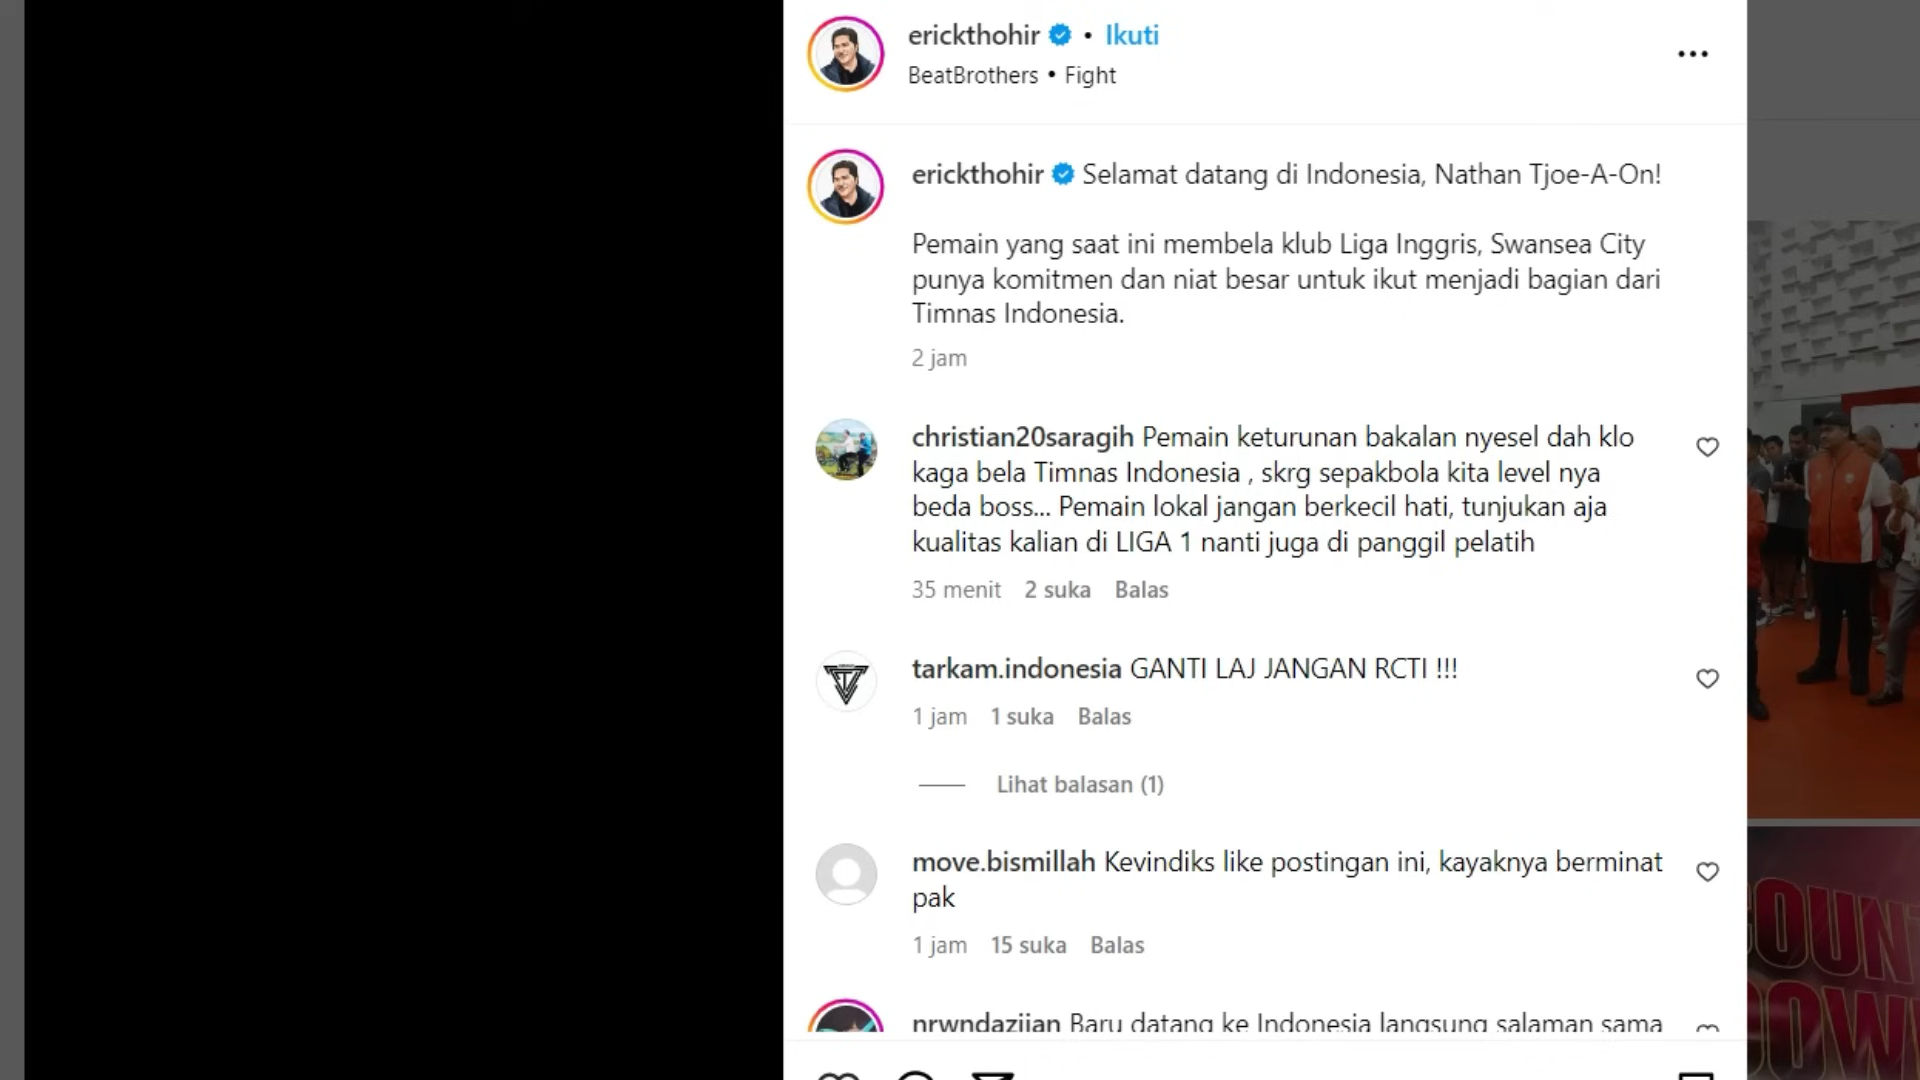 erickthohir • Ikuti
BeatBrothers • Fight
erickthohir Selamat datang di Indonesia, Nathan Tjoe-A-On!
Pemain yang saat ini membela klub Liga Inggris, Swansea City
punya komitmen dan niat besar untuk ikut menjadi bagian dari
Timnas Indonesia.
2 jam
christian20saragih Pemain keturunan bakalan nyesel dah klo
kaga bela Timnas Indonesia , skrg sepakbola kita level nya
beda boss... Pemain lokal jangan berkecil hati, tunjukan aja
kualitas kalian di LIGA 1 nanti juga di panggil pelatih
35 menit 2 suka Balas
tarkam.indonesia GANTI LAJ JANGAN RCTI !!!
1 jam 1 suka Balas
Lihat balasan (1)
move.bismillah Kevindiks like postingan ini, kayaknya berminat
pak
1 jam 15 suka Balas
nrwndazijan Baru datang ke Indonesia langsung salaman sama